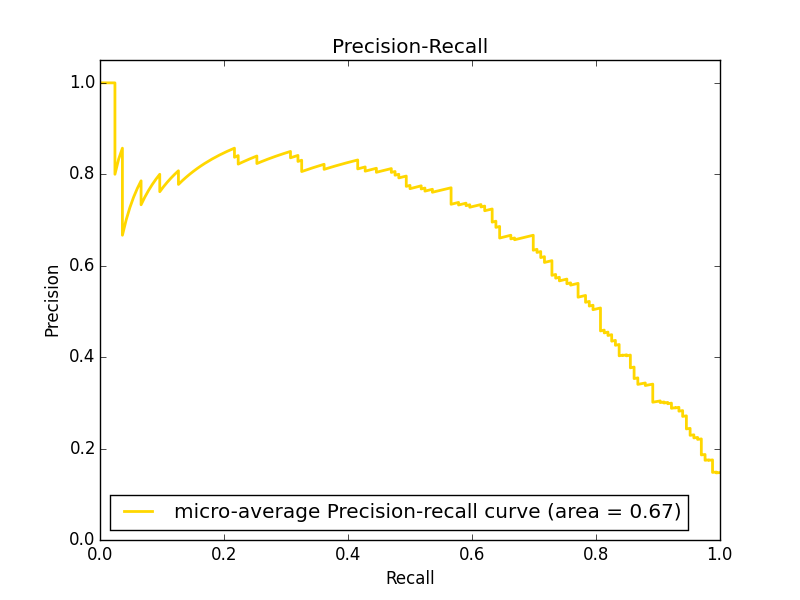 Precision-Recall
1.0
0.8
0.6
0.4
0.2
0.0
Precision
micro-average Precision-recall curve (area = 0.67)
0.0 0.2 0.4 0.6 0.8 1.0
Recall